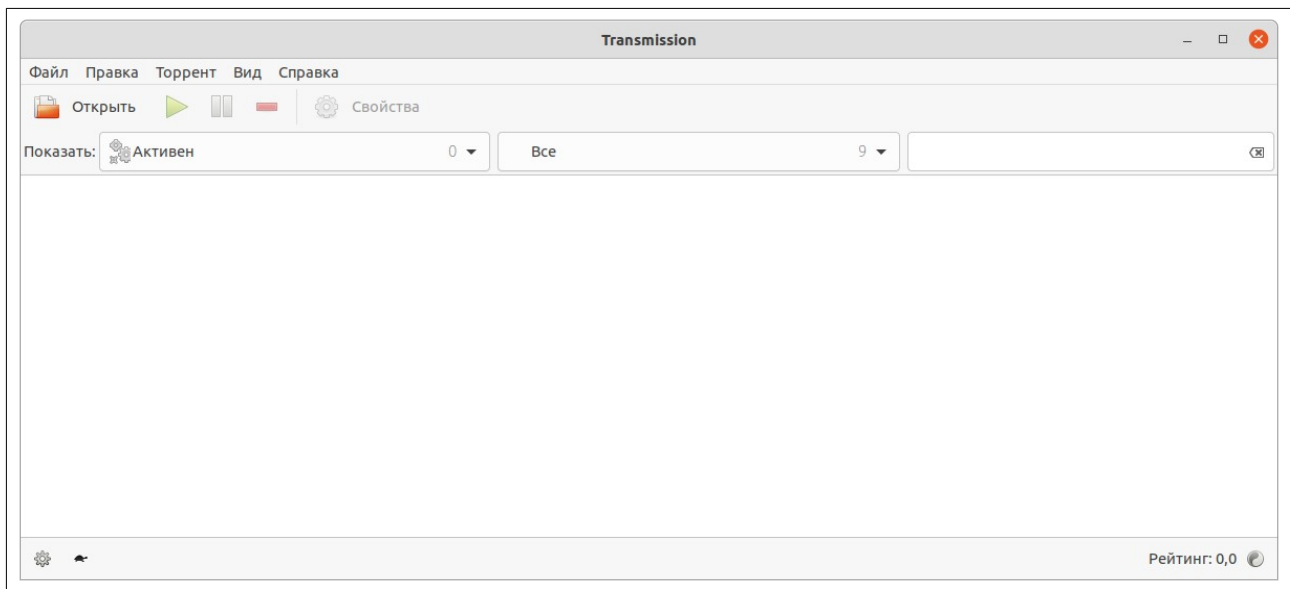 Transmission
Файл Правка Торрент Вид Справка
Открыть Свойства
Показать: Активен 0 Все 9
Рейтинг: 0,0